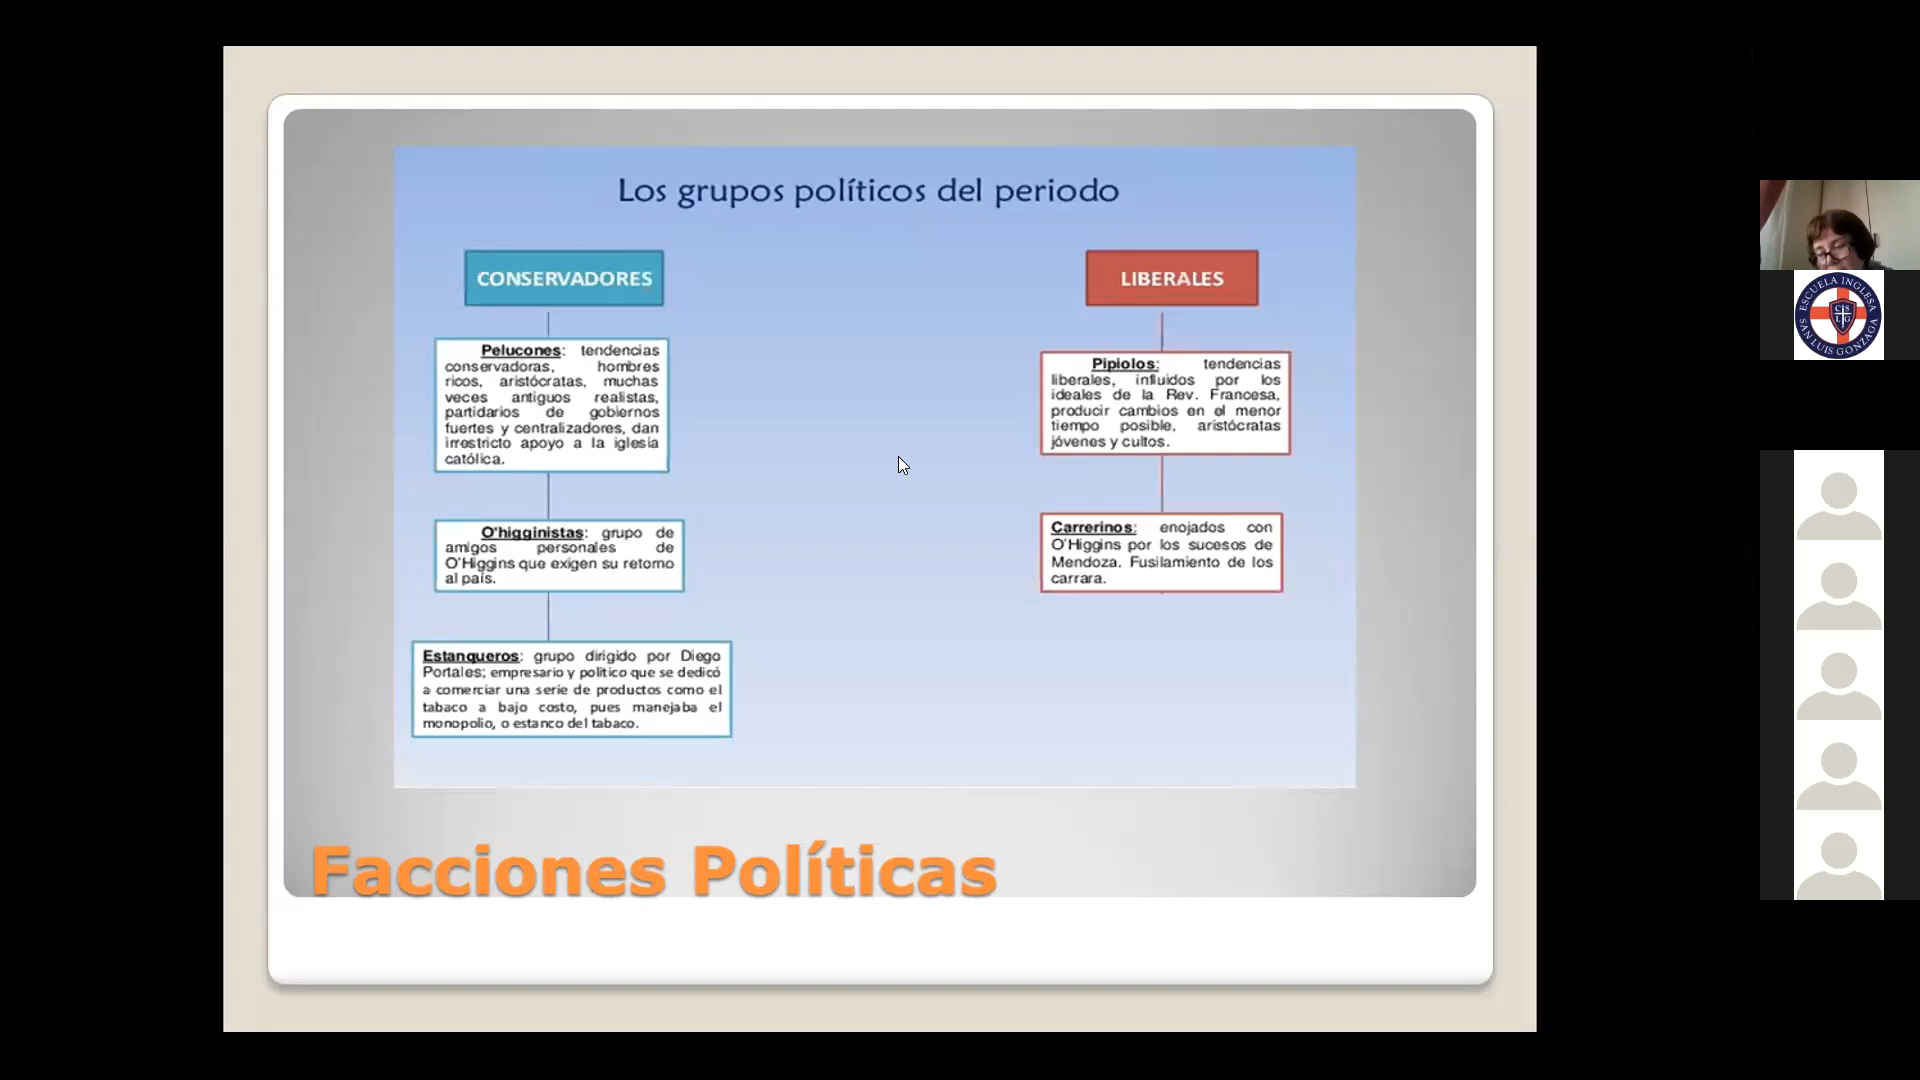 Los grupos políticos del periodo
CONSERVADORES
Pelucones: tendencias
conservadoras, hombres
ricos, aristócratas, muchas
veces antiguos realistas,
partidarios de gobiernos
fuertes y centralizadores, dan
irrestricto apoyo a la iglesia
católica.
O'higginistas: grupo de
amigos personales de
O'Higgins que exigen su retorno
al país.
Estanqueros: grupo dirigido por Diego
Portales; empresario y político que se dedicó
a comerciar una serie de productos como el
tabaco a bajo costo, pues manejaba el
monopolio, o estanco del tabaco.
LIBERALES
Pipiolos: tendencias
liberales, influidos por los
ideales de la Rev. Francesa,
producir cambios en el menor
tiempo posible, aristócratas
jóvenes y cultos.
Carrerinos: enojados con
O'Higgins por los sucesos de
Mendoza. Fusilamiento de los
carrara.
Facciones Políticas
ESCUELA INGLESA
SAN LUIS GONZAGA
C S
L G